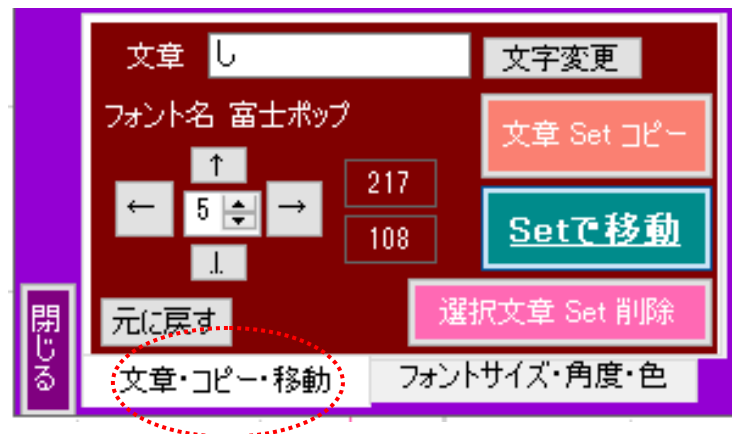 文章 し 文字変更
フォント名 富士ポップ
文章 Set コピー
↑
← 5 → 217
108
Setで移動
元に戻す
選択文章 Set 削除
閉じる
文章・コピー・移動 フォントサイズ・角度・色